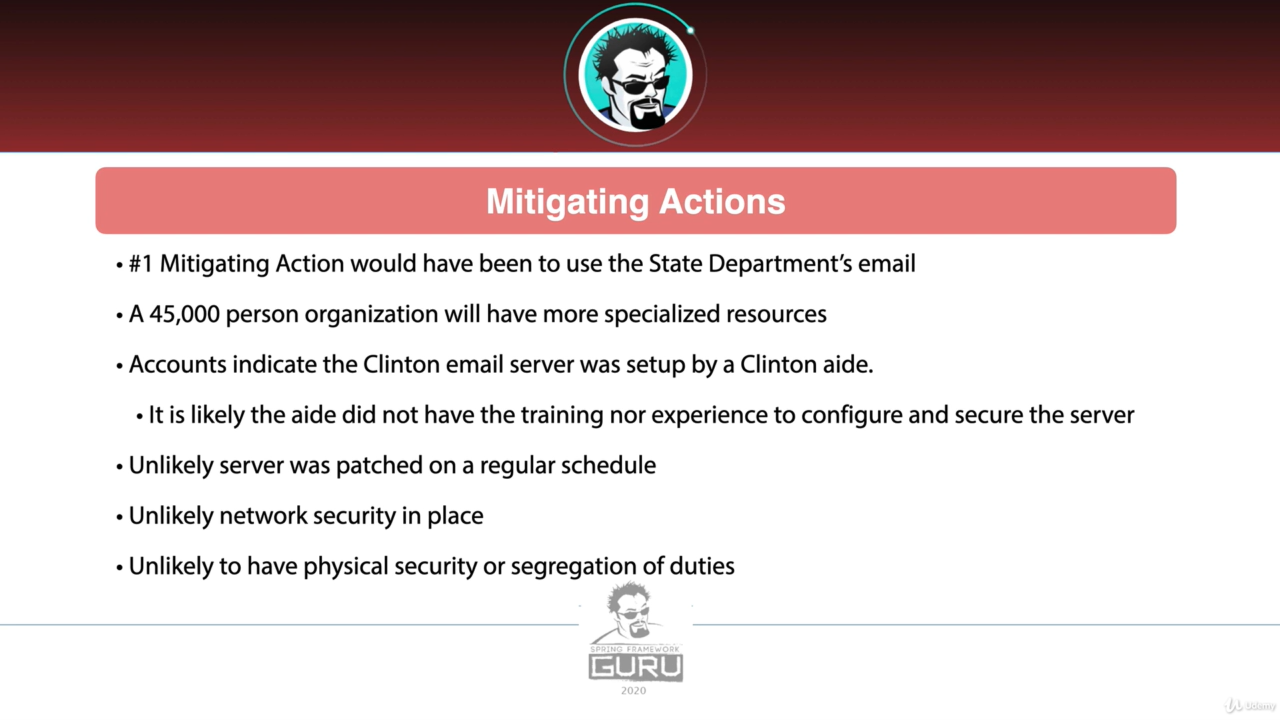 Mitigating Actions
• #1 Mitigating Action would have been to use the State Department’s email
• A 45,000 person organization will have more specialized resources
• Accounts indicate the Clinton email server was setup by a Clinton aide.
• It is likely the aide did not have the training nor experience to configure and secure the server
• Unlikely server was patched on a regular schedule
• Unlikely network security in place
• Unlikely to have physical security or segregation of duties
SPRING FRAMEWORK
GURU
2020
Udemy